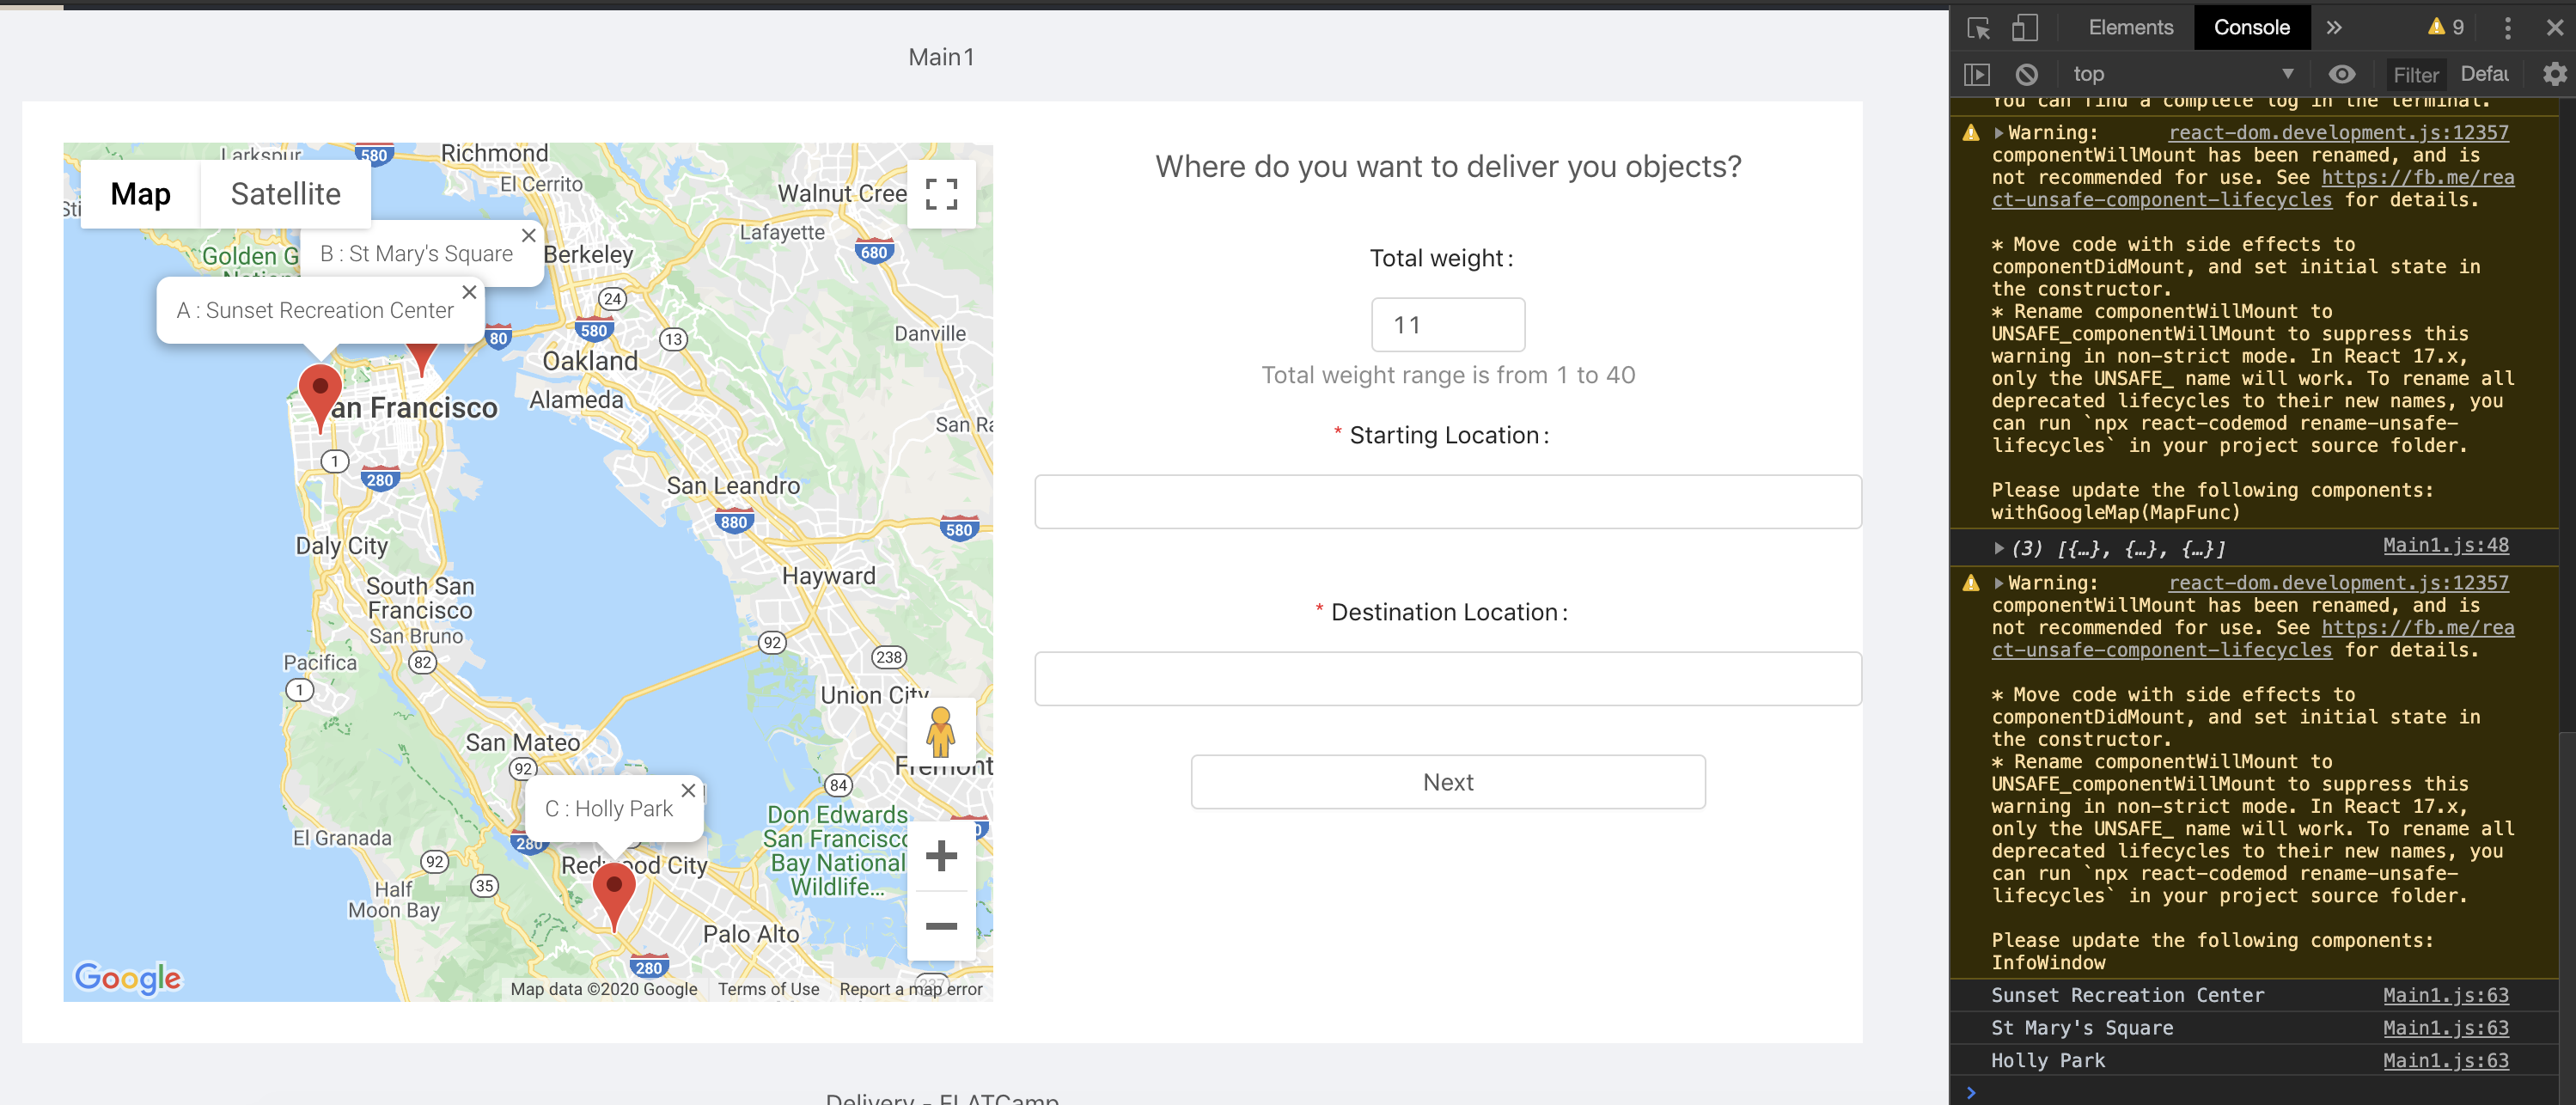 Main1
Map
Satellite
Larkspur
580
Richmond
El Cerrito
Walnut Cree
Lafayette
680
Golden G
B : St Mary's Square
Berkeley
A : Sunset Recreation Center
24
80
580
13
Danville
Oakland
Alameda
an Francisco
San Ra
1
280
San Leandro
880
580
Daly City
Hayward
South San
Francisco
San Bruno
92
238
Pacifica
82
1
Union City
San Mateo
92
Fremont
84
C : Holly Park
Don Edwards
San Francisco
Bay National
Wildlife...
El Granada
280
92
Redwood City
35
Half
Moon Bay
Palo Alto
280
237
Google
Map data ©2020 Google
Terms of Use
Report a map error
Where do you want to deliver you objects?
Total weight:
11
Total weight range is from 1 to 40
* Starting Location:
* Destination Location:
Next
Delivery - FLATCamp
Elements
Console
9
top
Filter
Defau
You can find a complete log in the terminal.
Warning: react-dom.development.js:12357
componentWillMount has been renamed, and is
not recommended for use. See https://fb.me/rea
ct-unsafe-component-lifecycles for details.
* Move code with side effects to
componentDidMount, and set initial state in
the constructor.
* Rename componentWillMount to
UNSAFE_componentWillMount to suppress this
warning in non-strict mode. In React 17.x,
only the UNSAFE_ name will work. To rename all
deprecated lifecycles to their new names, you
can run `npx react-codemod rename-unsafe-
lifecycles` in your project source folder.
Please update the following components:
withGoogleMap(MapFunc)
(3) [{…}, {…}, {…}] Main1.js:48
Warning: react-dom.development.js:12357
componentWillMount has been renamed, and is
not recommended for use. See https://fb.me/rea
ct-unsafe-component-lifecycles for details.
* Move code with side effects to
componentDidMount, and set initial state in
the constructor.
* Rename componentWillMount to
UNSAFE_componentWillMount to suppress this
warning in non-strict mode. In React 17.x,
only the UNSAFE_ name will work. To rename all
deprecated lifecycles to their new names, you
can run `npx react-codemod rename-unsafe-
lifecycles` in your project source folder.
Please update the following components:
InfoWindow
Sunset Recreation Center Main1.js:63
St Mary's Square Main1.js:63
Holly Park Main1.js:63